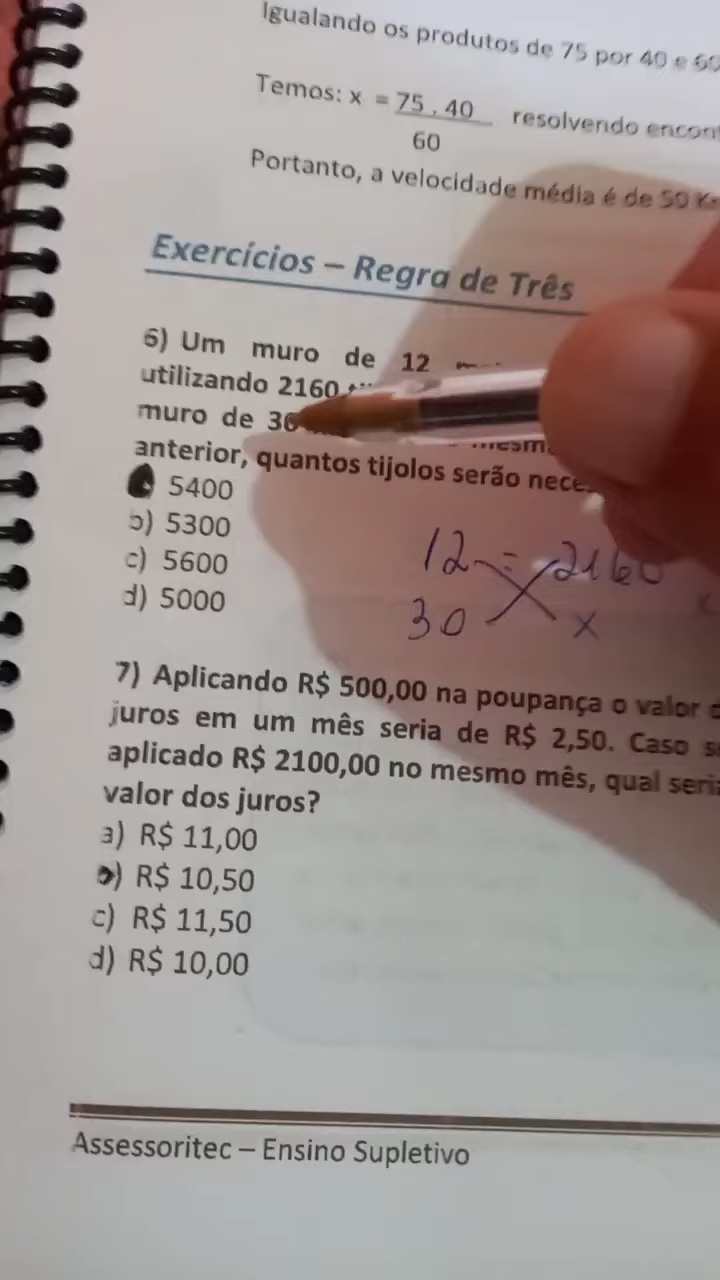 Igualando os produtos de 75 por 40 e 60
Temos: x = 75 . 40 resolvendo
60
Portanto, a velocidade média é de 50
Exercícios – Regra de Três
6) Um muro de 12
utilizando 2160
muro de 30
anterior, quantos tijolos serão
5400
b) 5300
c) 5600
d) 5000
12 = 2160
30 x
7) Aplicando R$ 500,00 na poupança o valor
juros em um mês seria de R$ 2,50. Caso
aplicado R$ 2100,00 no mesmo mês, qual
valor dos juros?
a) R$ 11,00
b) R$ 10,50
c) R$ 11,50
d) R$ 10,00
Assessoritec – Ensino Supletivo